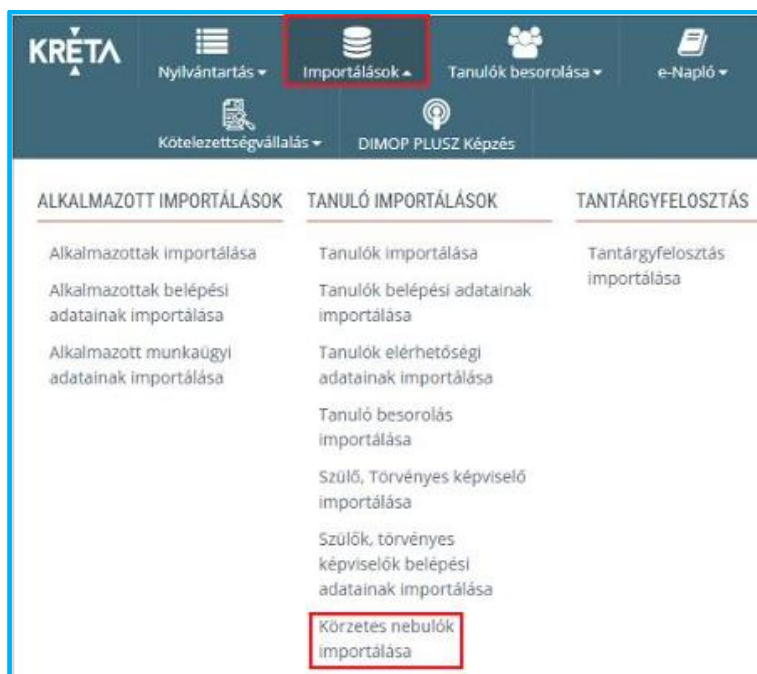 KRÉTA
Nyilvántartás
Importálások
Tanulók besorolása
e-Napló
Kötelezettségvállalás
DIMOP PLUSZ Képzés
ALKALMAZOTT IMPORTÁLÁSOK
Alkalmazottak importálása
Alkalmazottak belépési
adatainak importálása
Alkalmazott munkaügyi
adatainak importálása
TANULÓ IMPORTÁLÁSOK
Tanulók importálása
Tanulók belépési adatainak
importálása
Tanulók elérhetőségi
adatainak importálása
Tanuló besorolás
importálása
Szülő, Törvényes képviselő
importálása
Szülők, törvényes
képviselők belépési
adatainak importálása
Körzetes nebulók
importálása
TANTÁRGYFELOSZTÁS
Tantárgyfelosztás
importálása